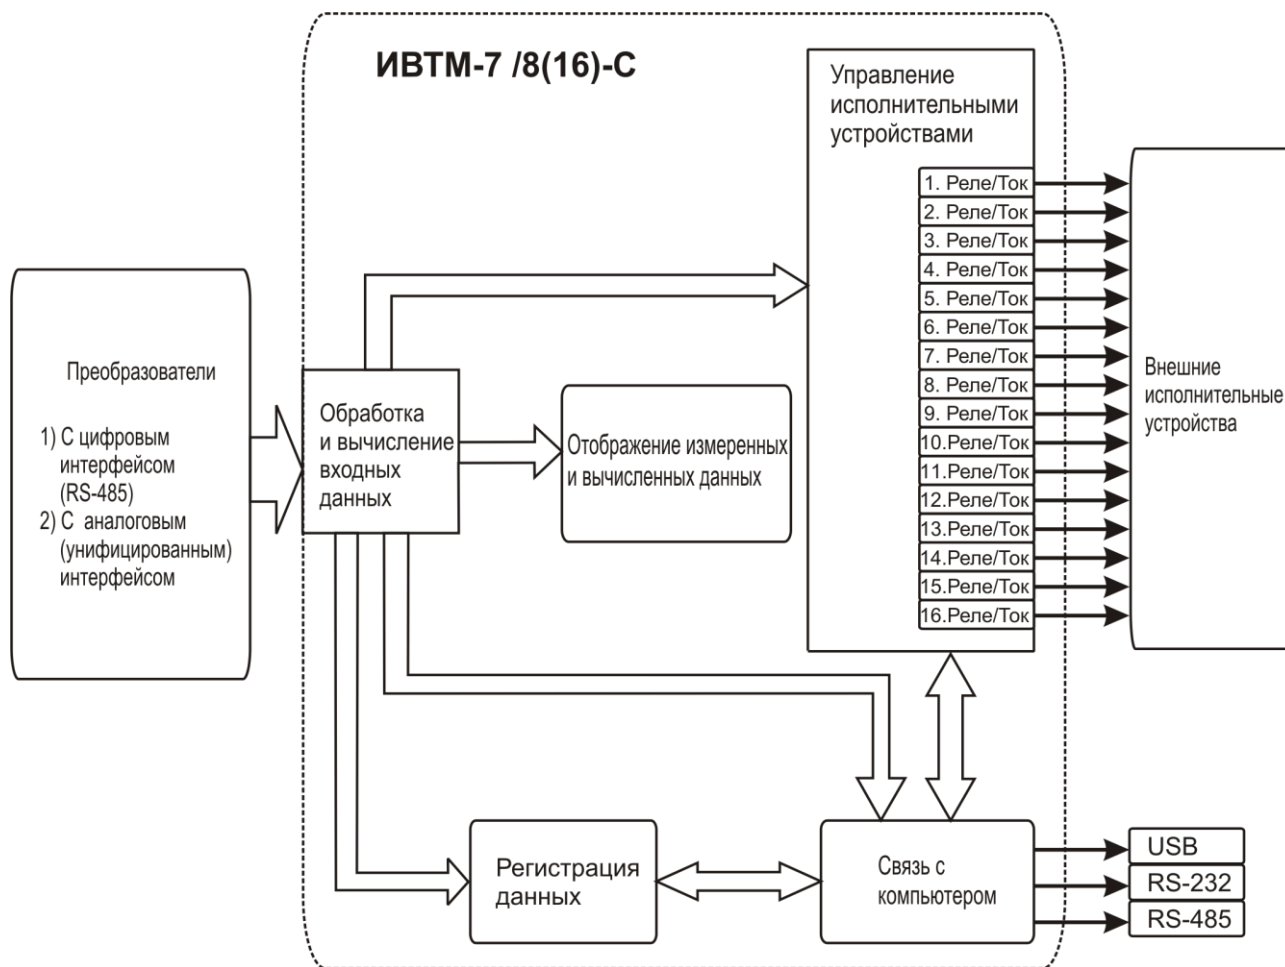 ИВТМ-7 /8(16)-С
Управление
исполнительными
устройствами
1. Реле/Ток
2. Реле/Ток
3. Реле/Ток
4. Реле/Ток
5. Реле/Ток
6. Реле/Ток
7. Реле/Ток
8. Реле/Ток
9. Реле/Ток
10.Реле/Ток
11.Реле/Ток
12.Реле/Ток
13.Реле/Ток
14.Реле/Ток
15.Реле/Ток
16.Реле/Ток
Преобразователи
1) С цифровым
интерфейсом
(RS-485)
2) С аналоговым
(унифицированным)
интерфейсом
Обработка
и вычисление
входных
данных
Отображение измеренных
и вычисленных данных
Внешние
исполнительные
устройства
Регистрация
данных
Связь с
компьютером
USB
RS-232
RS-485